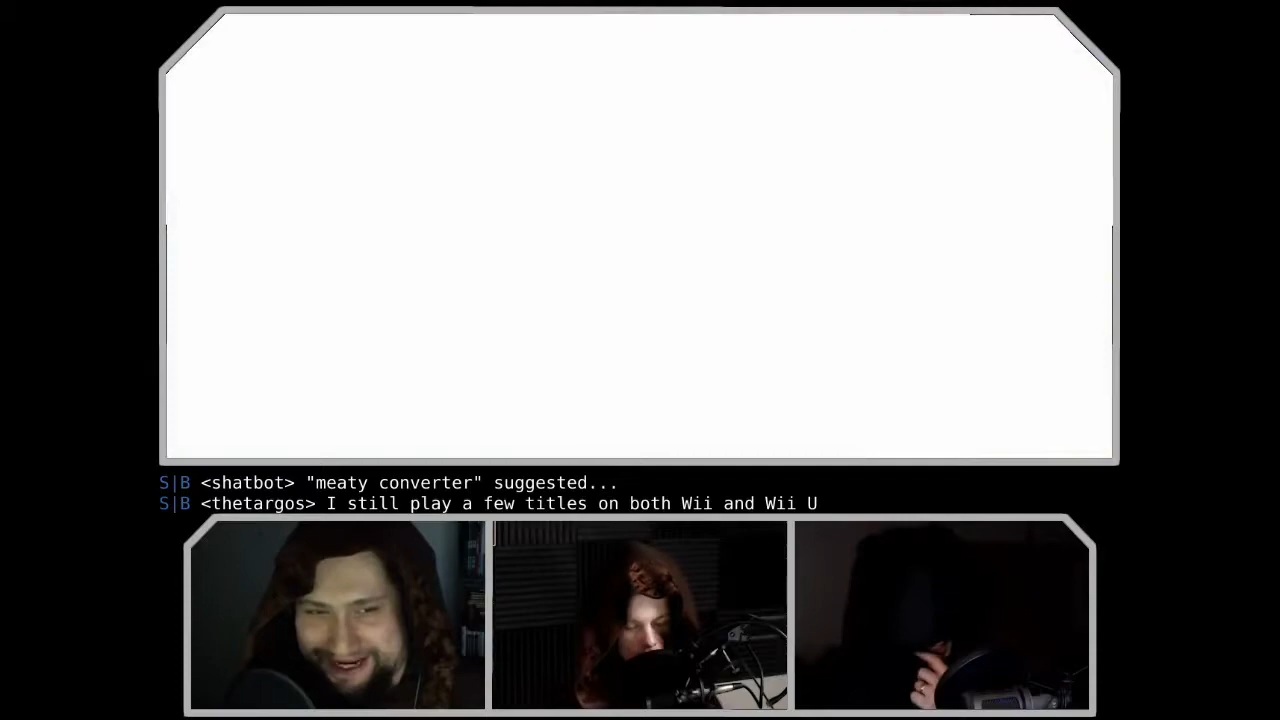 S|B <shatbot> "meaty converter" suggested...
S|B <thetargos> I still play a few titles on both Wii and Wii U